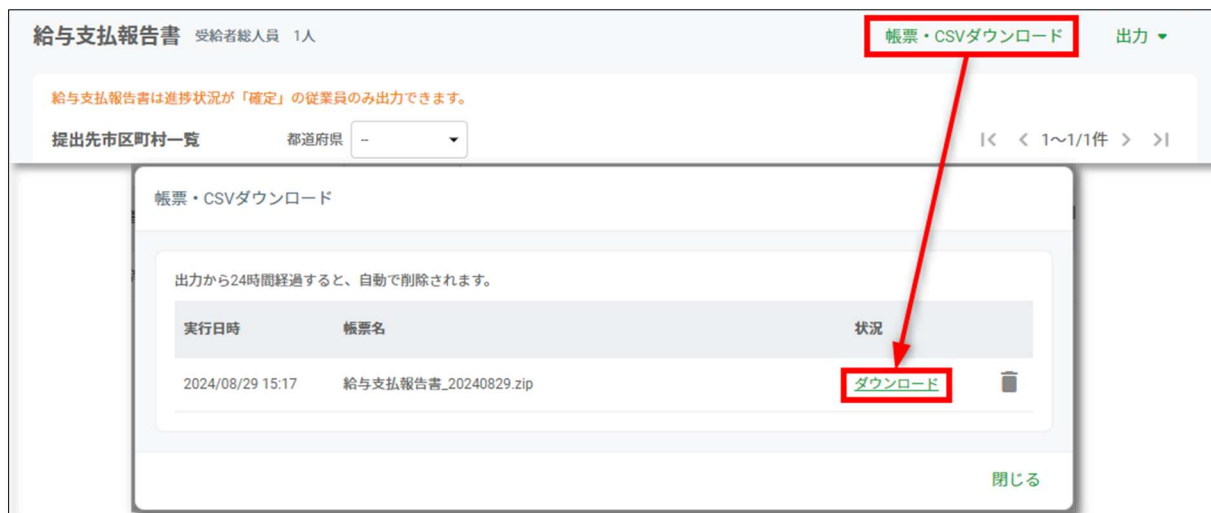 給与支払報告書 受給者総人員 1人 帳票・CSVダウンロード 出力
給与支払報告書は進捗状況が「確定」の従業員のみ出力できます。
提出先市区町村一覧 都道府県 -- 1〜1/1件
帳票・CSVダウンロード
出力から24時間経過すると、自動で削除されます。
実行日時 帳票名 状況
2024/08/29 15:17 給与支払報告書_20240829.zip ダウンロード
閉じる